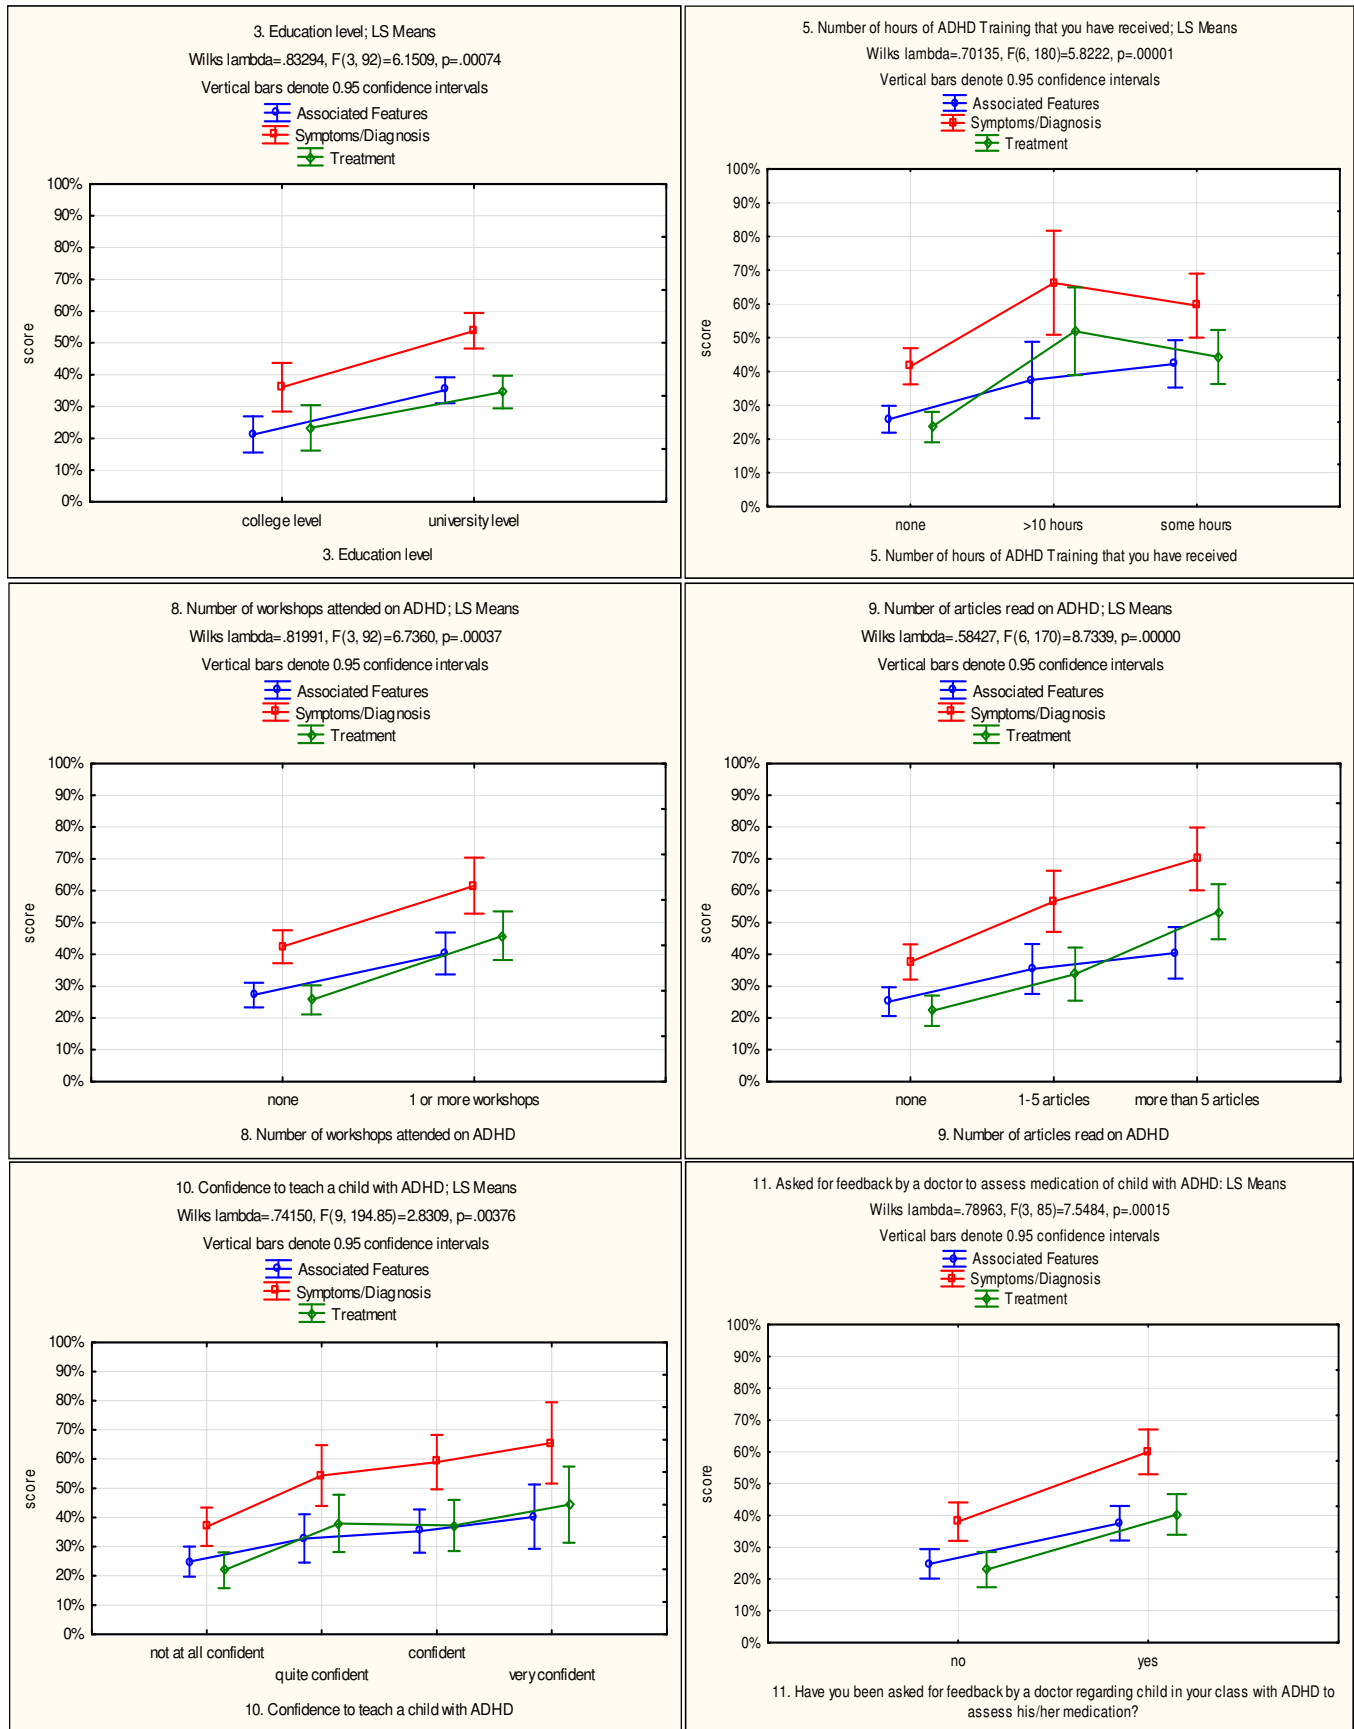 3. Education level; LS Means
Wilks lambda=.83294, F(3, 92)=6.1509, p=.00074
Vertical bars denote 0.95 confidence intervals
Associated Features
Symptoms/Diagnosis
Treatment
100%
90%
80%
70%
60%
50%
40%
30%
20%
10%
0%
score
college level university level
3. Education level
5. Number of hours of ADHD Training that you have received; LS Means
Wilks lambda=.70135, F(6, 180)=5.8222, p=.00001
Vertical bars denote 0.95 confidence intervals
Associated Features
Symptoms/Diagnosis
Treatment
100%
90%
80%
70%
60%
50%
40%
30%
20%
10%
0%
score
none >10 hours some hours
5. Number of hours of ADHD Training that you have received
8. Number of workshops attended on ADHD; LS Means
Wilks lambda=.81991, F(3, 92)=6.7360, p=.00037
Vertical bars denote 0.95 confidence intervals
Associated Features
Symptoms/Diagnosis
Treatment
100%
90%
80%
70%
60%
50%
40%
30%
20%
10%
0%
score
none 1 or more workshops
8. Number of workshops attended on ADHD
9. Number of articles read on ADHD; LS Means
Wilks lambda=.58427, F(6, 170)=8.7339, p=.00000
Vertical bars denote 0.95 confidence intervals
Associated Features
Symptoms/Diagnosis
Treatment
100%
90%
80%
70%
60%
50%
40%
30%
20%
10%
0%
score
none 1-5 articles more than 5 articles
9. Number of articles read on ADHD
10. Confidence to teach a child with ADHD; LS Means
Wilks lambda=.74150, F(9, 194.85)=2.8309, p=.00376
Vertical bars denote 0.95 confidence intervals
Associated Features
Symptoms/Diagnosis
Treatment
100%
90%
80%
70%
60%
50%
40%
30%
20%
10%
0%
score
not at all confident confident
quite confident very confident
10. Confidence to teach a child with ADHD
11. Asked for feedback by a doctor to assess medication of child with ADHD: LS Means
Wilks lambda=.78963, F(3, 85)=7.5484, p=.00015
Vertical bars denote 0.95 confidence intervals
Associated Features
Symptoms/Diagnosis
Treatment
100%
90%
80%
70%
60%
50%
40%
30%
20%
10%
0%
score
no yes
11. Have you been asked for feedback by a doctor regarding child in your class with ADHD to
assess his/her medication?